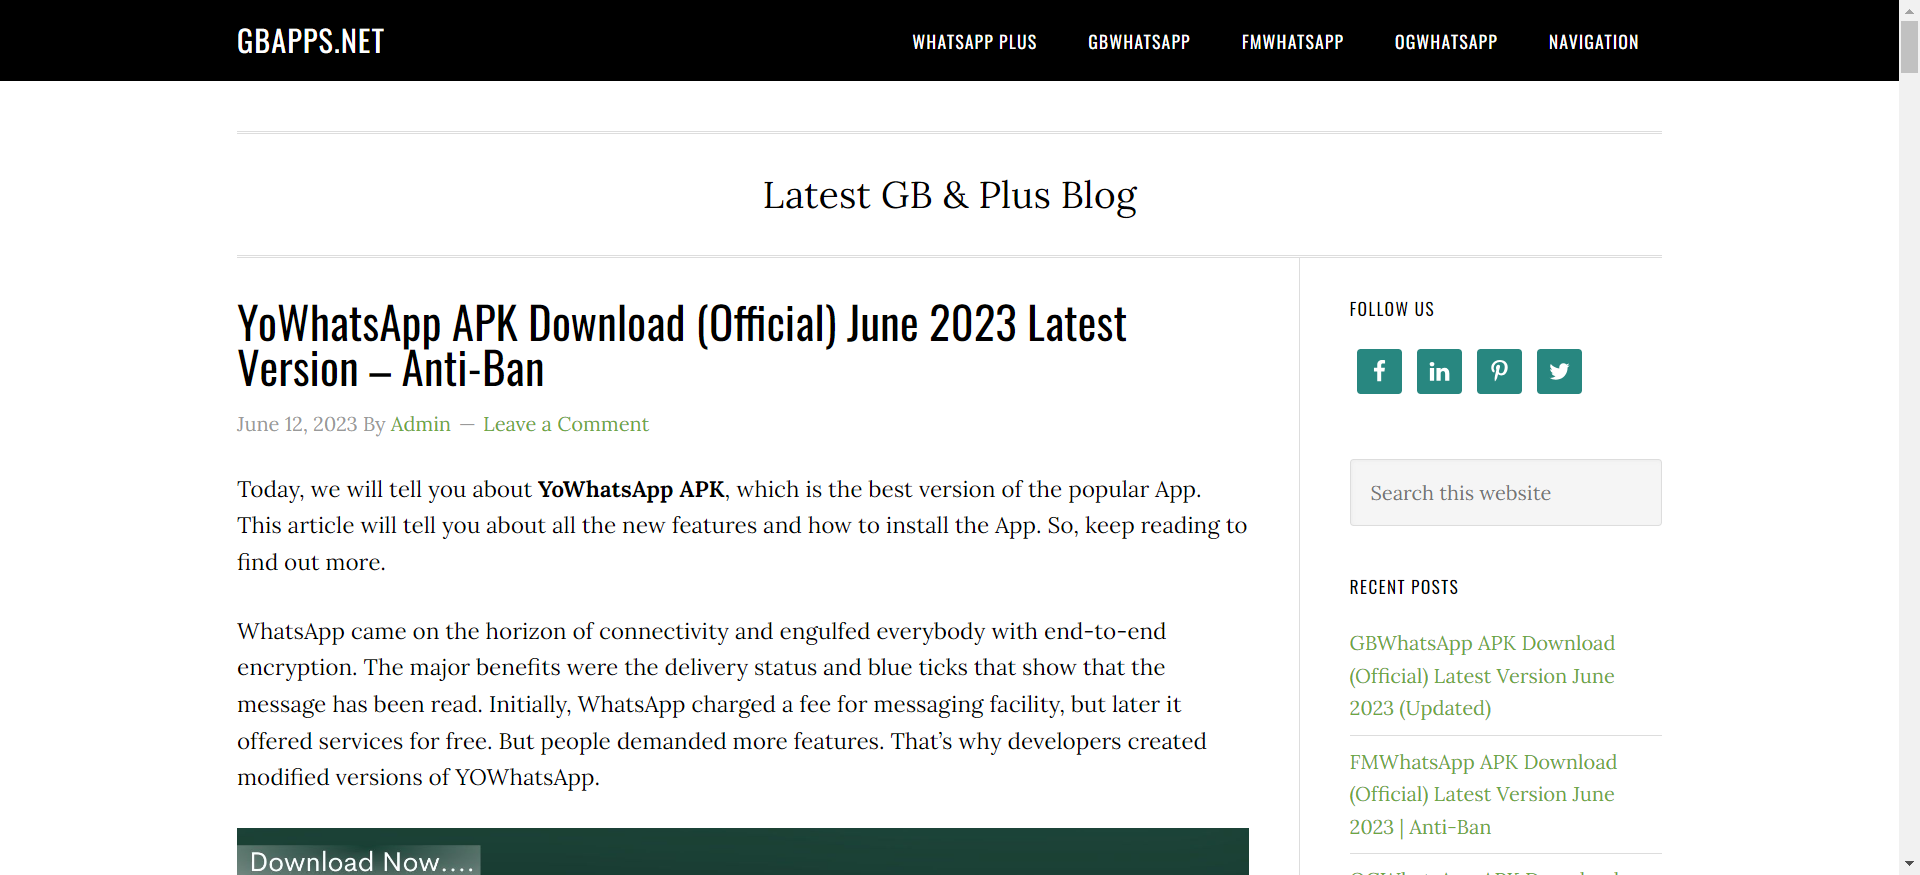 GBAPPS.NET
WHATSAPP PLUS
GBWHATSAPP
FMWHATSAPP
OGWHATSAPP
NAVIGATION
Latest GB & Plus Blog
YoWhatsApp APK Download (Official) June 2023 Latest
Version – Anti-Ban
June 12, 2023 By Admin — Leave a Comment
Today, we will tell you about YoWhatsApp APK, which is the best version of the popular App.
This article will tell you about all the new features and how to install the App. So, keep reading to
find out more.
WhatsApp came on the horizon of connectivity and engulfed everybody with end-to-end
encryption. The major benefits were the delivery status and blue ticks that show that the
message has been read. Initially, WhatsApp charged a fee for messaging facility, but later it
offered services for free. But people demanded more features. That’s why developers created
modified versions of YOWhatsApp.
Download Now....
FOLLOW US
Search this website
RECENT POSTS
GBWhatsApp APK Download
(Official) Latest Version June
2023 (Updated)
FMWhatsApp APK Download
(Official) Latest Version June
2023 | Anti-Ban